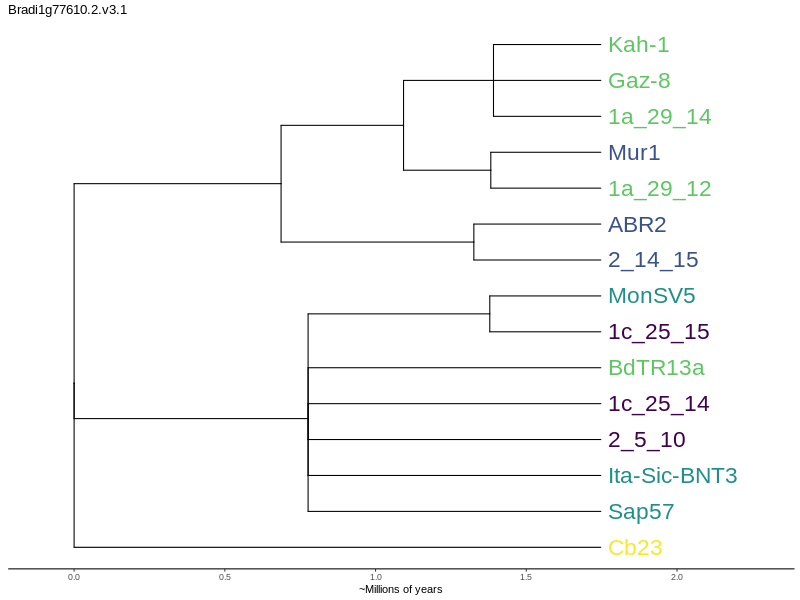 Bradi1g77610.2.v3.1
Kah-1
Gaz-8
1a_29_14
Mur1
1a_29_12
ABR2
2_14_15
MonSV5
1c_25_15
BdTR13a
1c_25_14
2_5_10
Ita-Sic-BNT3
Sap57
Cb23
0.0 0.5 1.0 1.5 2.0
~Millions of years